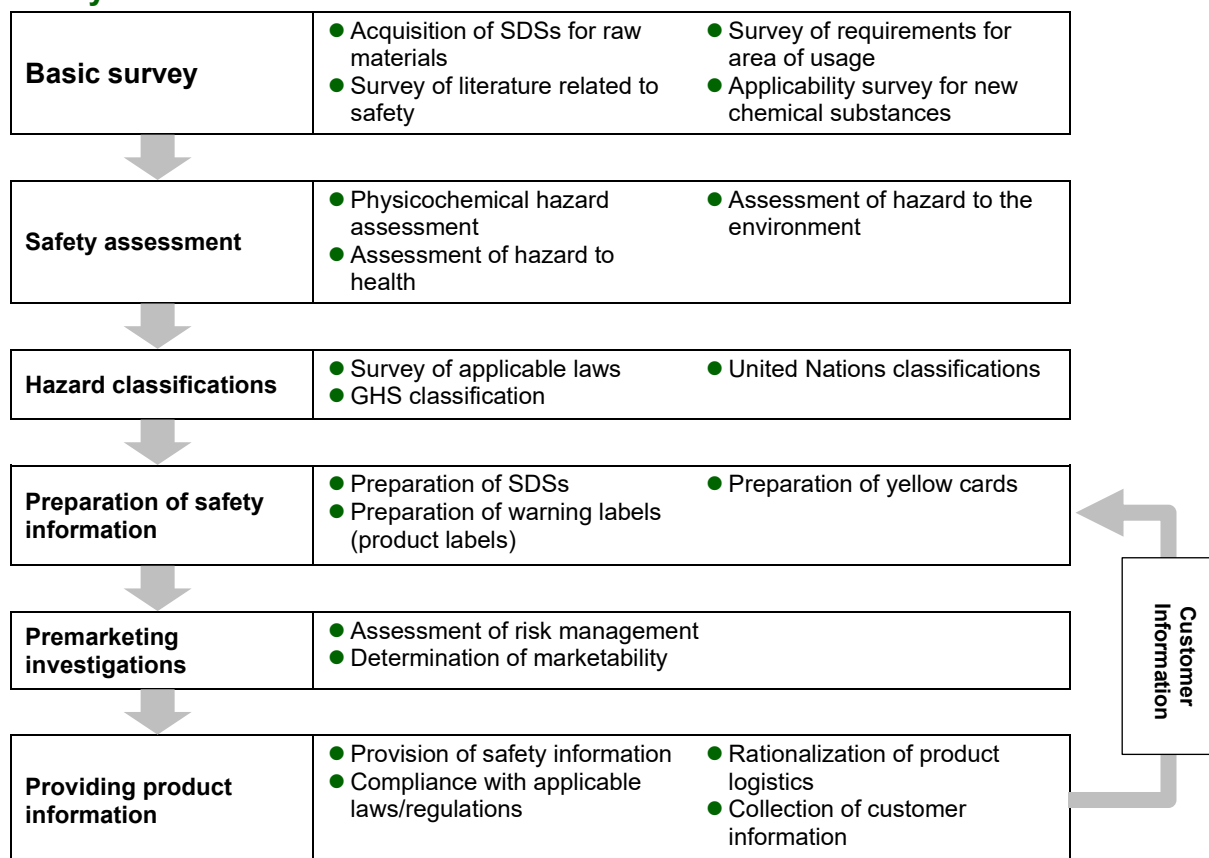 Basic survey
● Acquisition of SDSs for raw
materials
● Survey of literature related to
safety
● Survey of requirements for
area of usage
● Applicability survey for new
chemical substances
Safety assessment
● Physicochemical hazard
assessment
● Assessment of hazard to
health
● Assessment of hazard to the
environment
Hazard classifications
● Survey of applicable laws
● GHS classification
● United Nations classifications
Preparation of safety
information
● Preparation of SDSs
● Preparation of warning labels
(product labels)
● Preparation of yellow cards
Premarketing
investigations
● Assessment of risk management
● Determination of marketability
Providing product
information
● Provision of safety information
● Compliance with applicable
laws/regulations
● Rationalization of product
logistics
● Collection of customer
information
Customer
Information